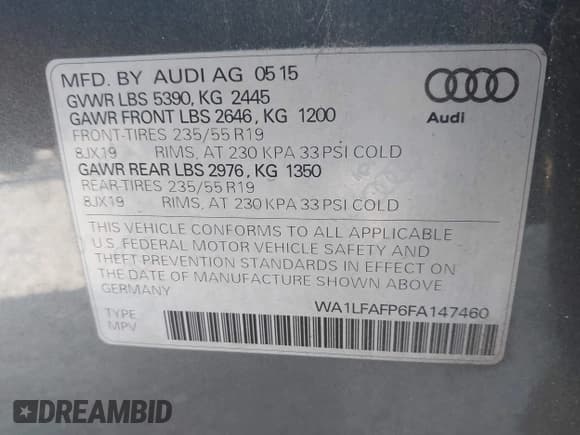 MFD. BY AUDI AG 05 15
GVWR LBS 5390, KG 2445
GAWR FRONT LBS 2646, KG 1200
FRONT-TIRES 235/55 R19
8JX19 RIMS, AT 230 KPA 33 PSI COLD
GAWR REAR LBS 2976, KG 1350
REAR-TIRES 235/55 R19
8JX19 RIMS, AT 230 KPA 33 PSI COLD
Audi
THIS VEHICLE CONFORMS TO ALL APPLICABLE
U.S. FEDERAL MOTOR VEHICLE SAFETY AND
THEFT PREVENTION STANDARDS IN EFFECT ON
THE DATE OF MANUFACTURE SHOWN ABOVE
GERMANY
WA1LFAFP6FA147460
TYPE
MPV
DREAMBID